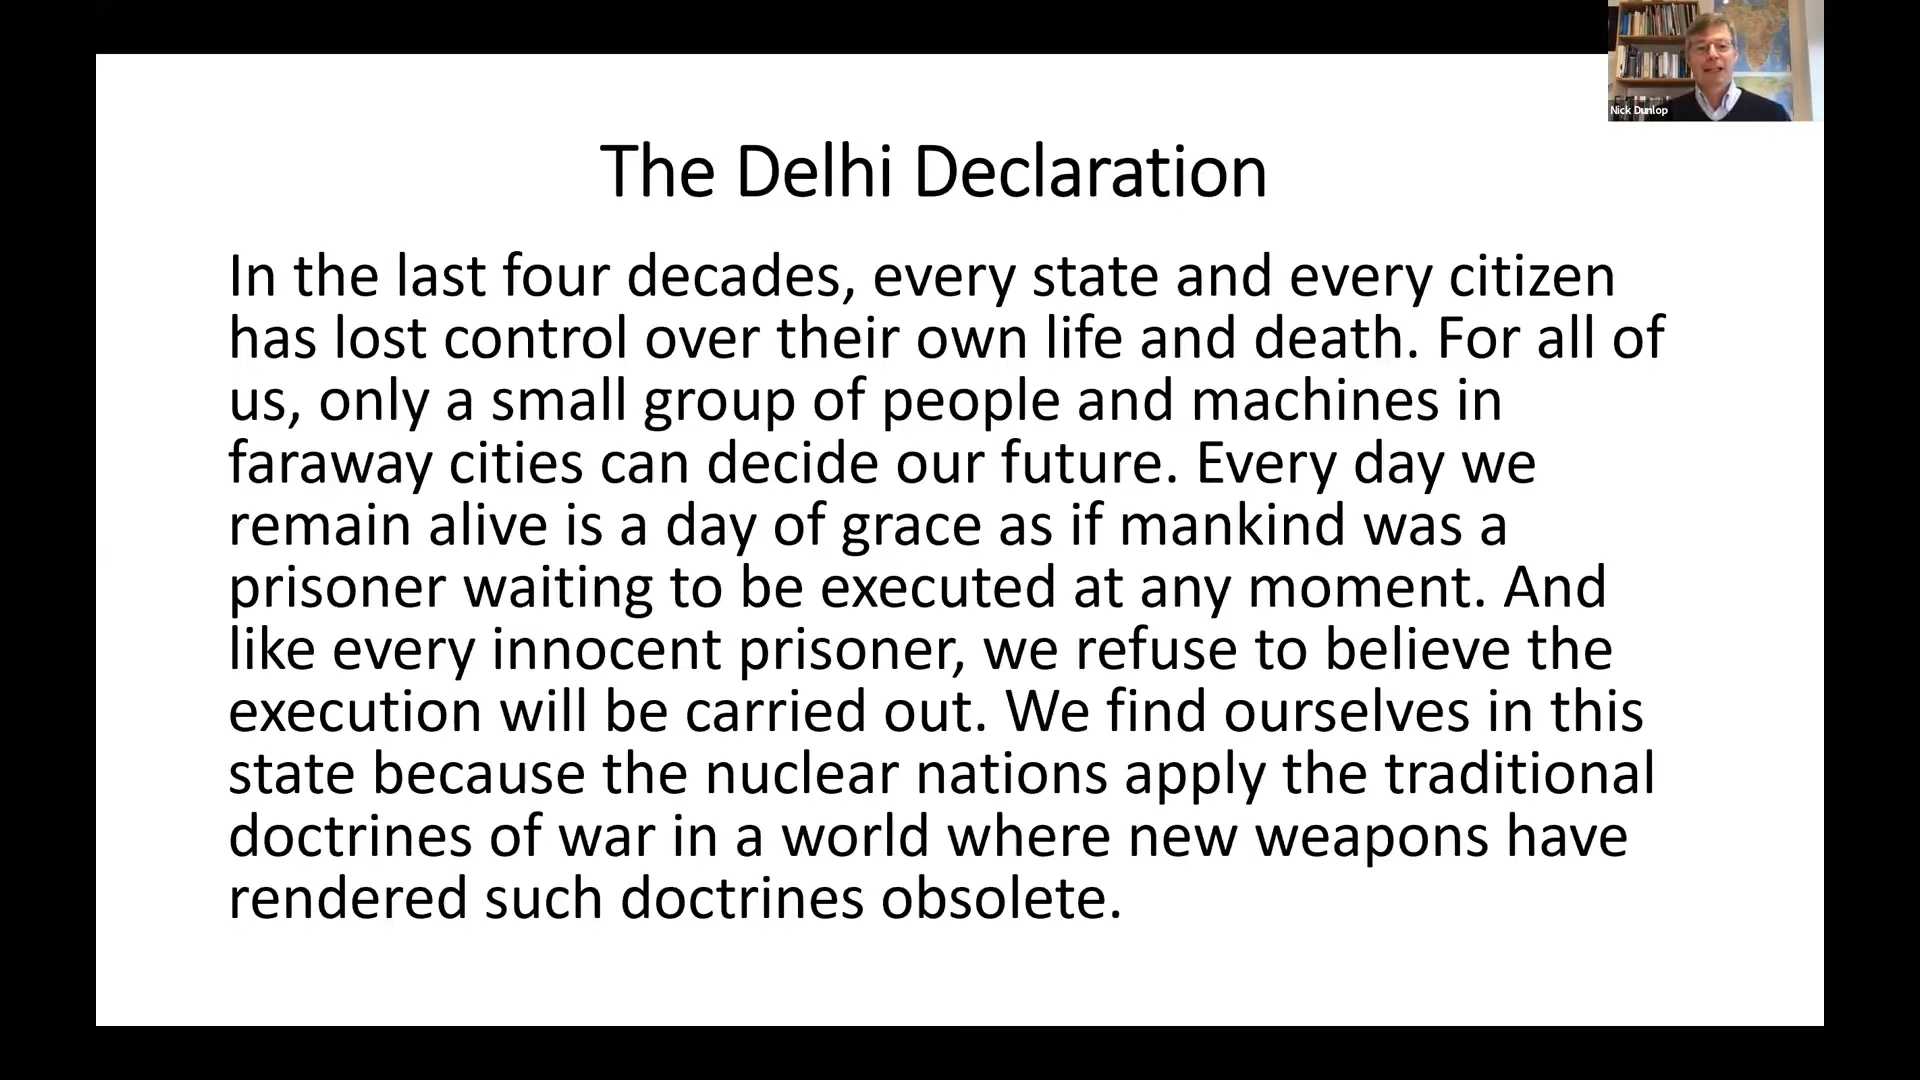 Nick Dunlop
The Delhi Declaration
In the last four decades, every state and every citizen
has lost control over their own life and death. For all of
us, only a small group of people and machines in
faraway cities can decide our future. Every day we
remain alive is a day of grace as if mankind was a
prisoner waiting to be executed at any moment. And
like every innocent prisoner, we refuse to believe the
execution will be carried out. We find ourselves in this
state because the nuclear nations apply the traditional
doctrines of war in a world where new weapons have
rendered such doctrines obsolete.